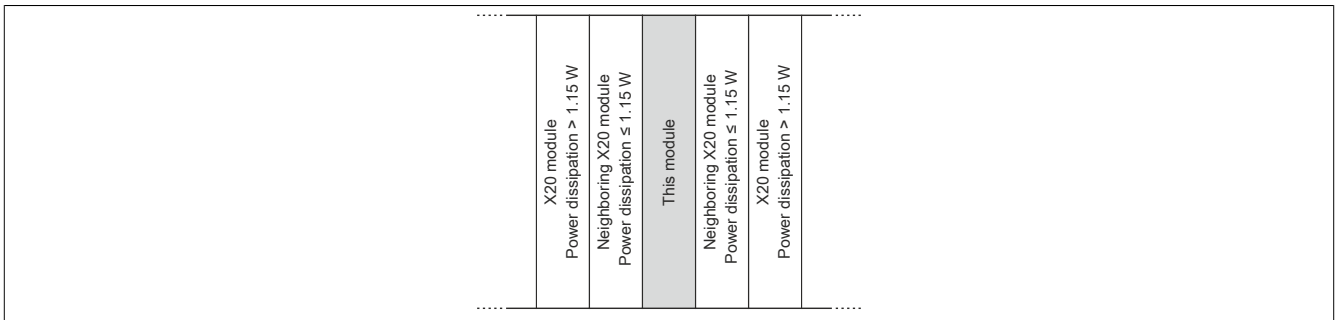 X20 module
Power dissipation > 1.15 W
Neighboring X20 module
Power dissipation ≤ 1.15 W
This module
Neighboring X20 module
Power dissipation ≤ 1.15 W
X20 module
Power dissipation > 1.15 W